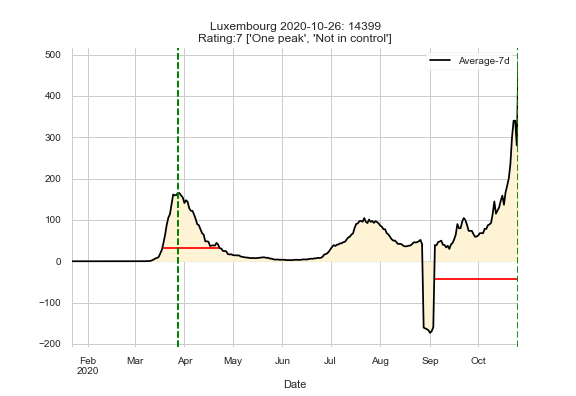 Luxembourg 2020-10-26: 14399
Rating:7 ['One peak', 'Not in control']
Average-7d
500
400
300
200
100
0
−100
−200
Feb Mar Apr May Jun Jul Aug Sep Oct
2020
Date